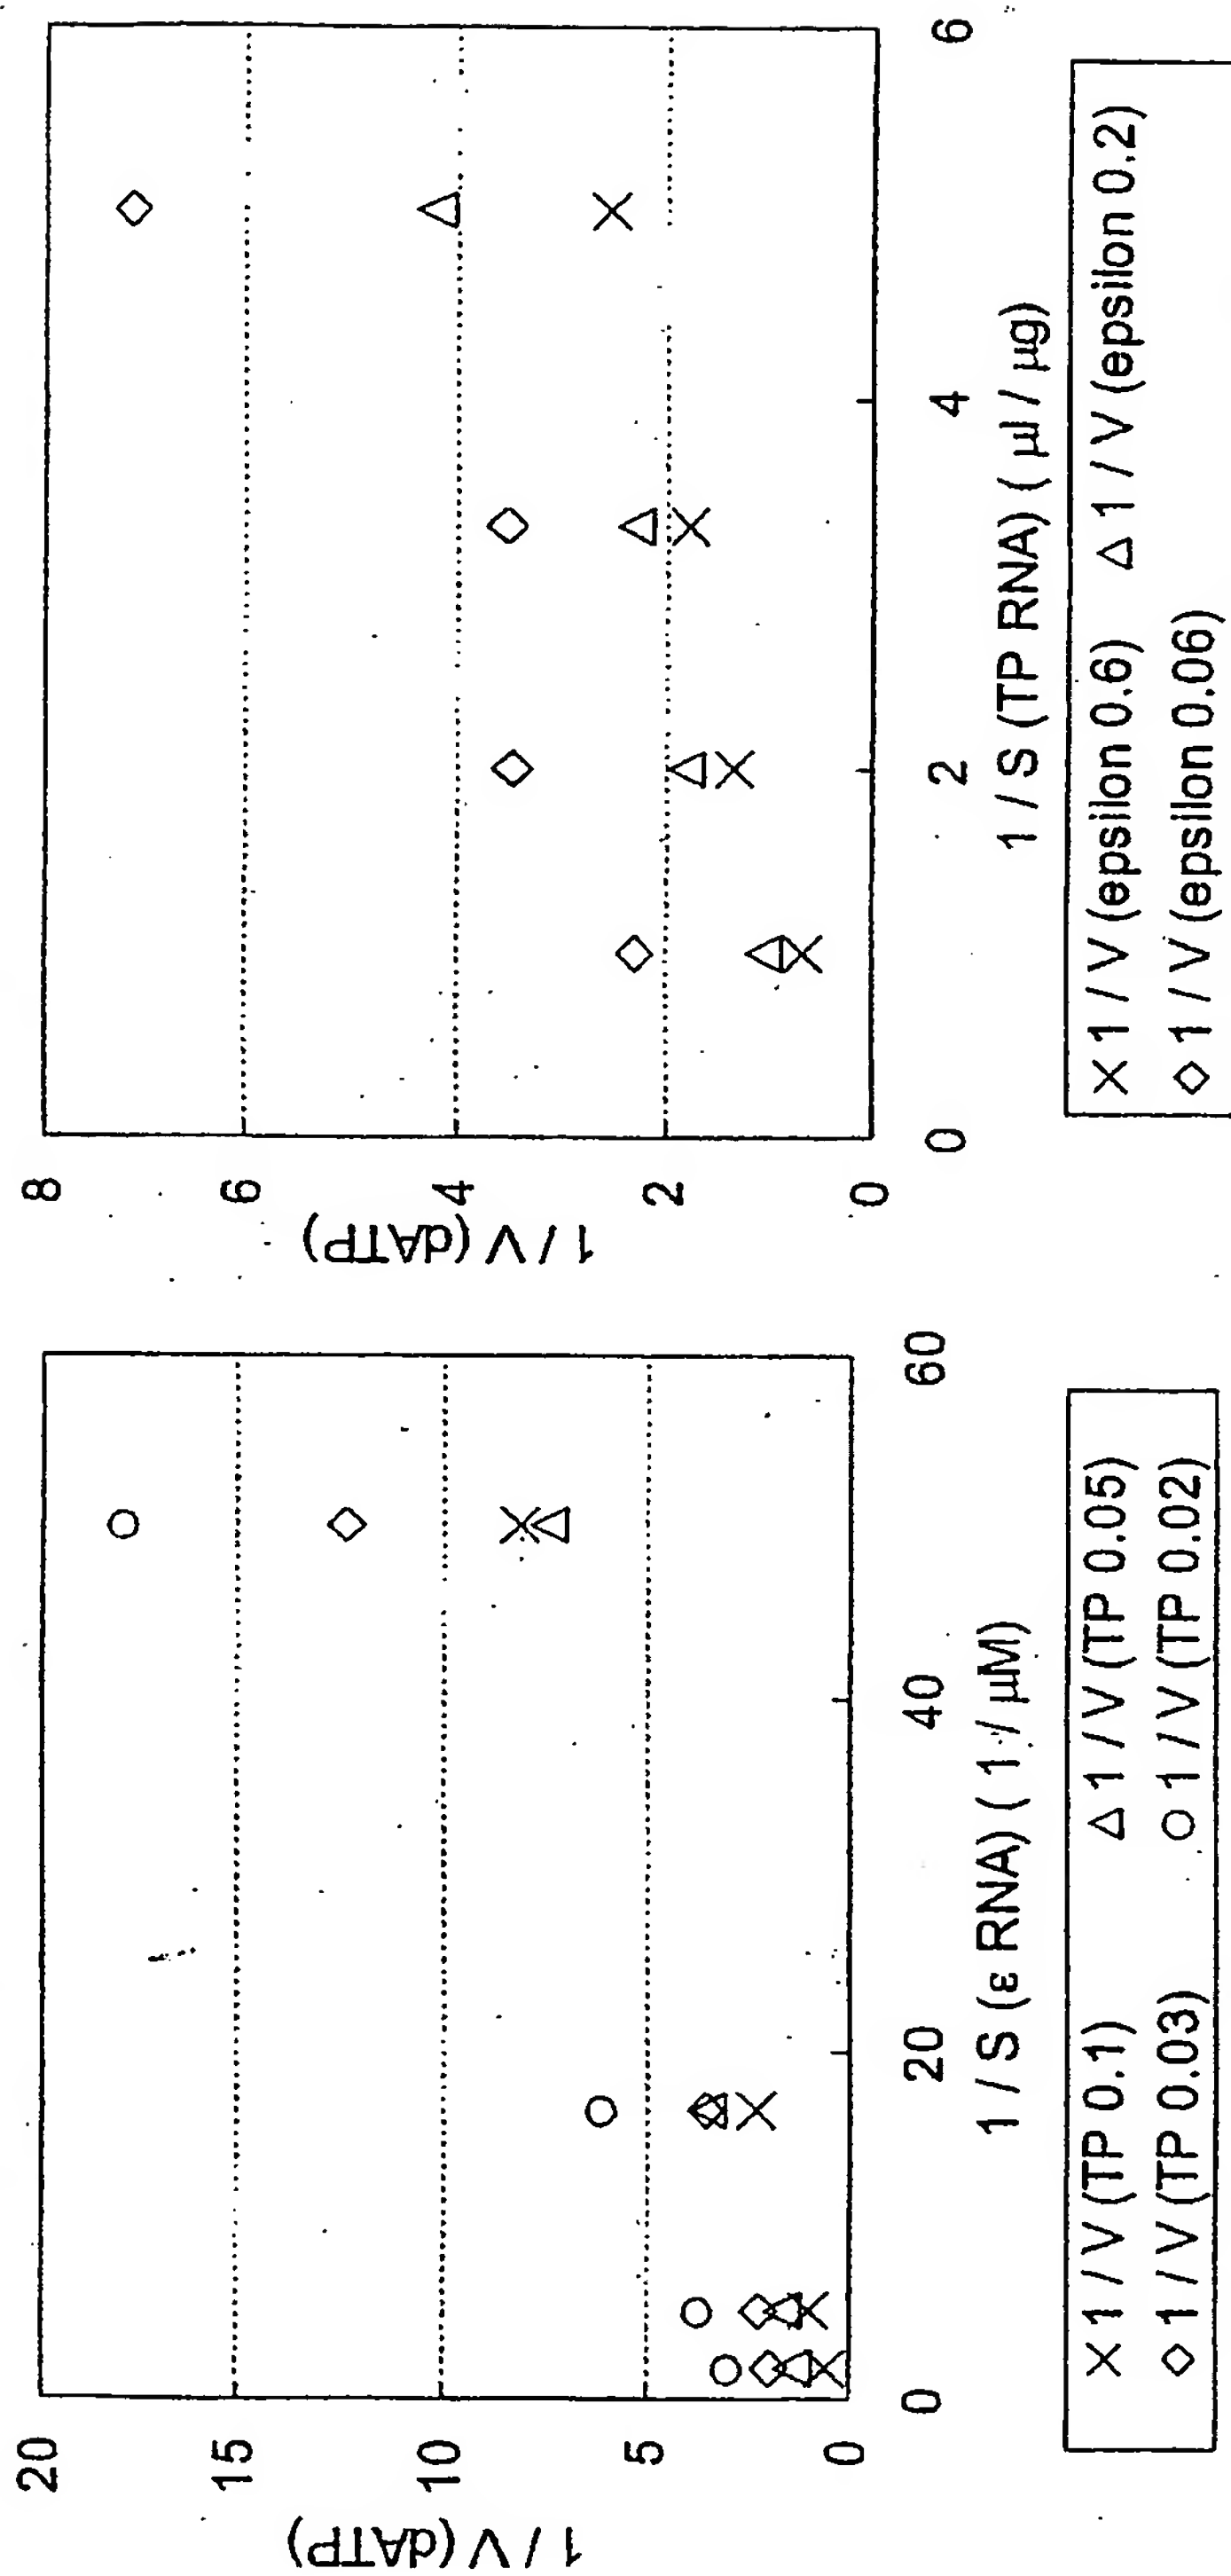 20
15
10
5
0
1 / V (dATP)
0
20
40
60
1 / S (ε RNA) ( 1 / μM)
× 1 / V (TP 0.1) △ 1 / V (TP 0.05)
◇ 1 / V (TP 0.03) ○ 1 / V (TP 0.02)
8
6
4
2
0
1 / V (dATP)
0
2
4
6
1 / S (TP RNA) ( μl / μg)
× 1 / V (epsilon 0.6) △ 1 / V (epsilon 0.2)
◇ 1 / V (epsilon 0.06)